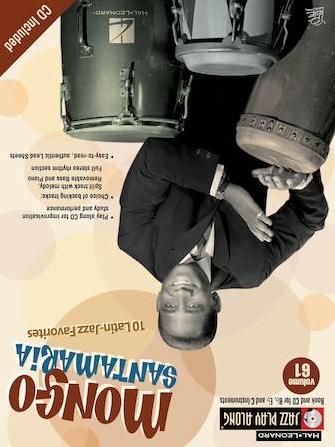 HAL•LEONARD
JAZZ PLAY ALONG
Book and CD for B♭, E♭, and C Instruments
volume
61
MONGO
SANTAMARIA
10 Latin-Jazz Favorites
• Play along CD for improvisation
study and performance
• Choice of backing tracks:
Split track with melody,
Removable Bass and Piano
Full stereo rhythm section
• Easy-to-read, authentic Lead Sheets
HAL•LEONARD
CD Included